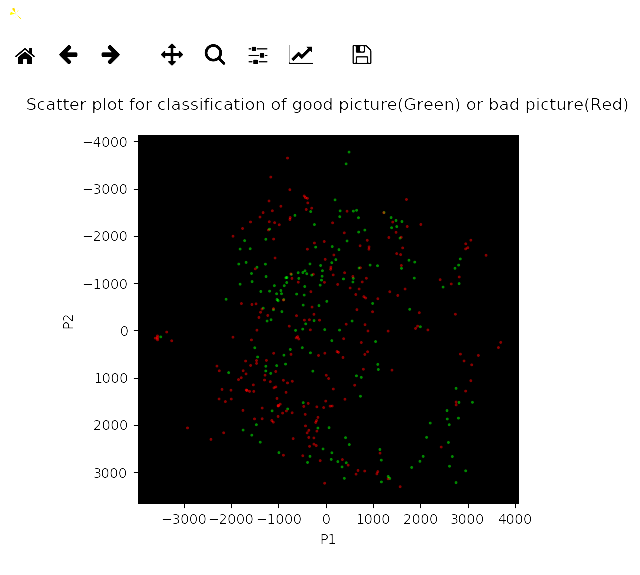 Scatter plot for classification of good picture(Green) or bad picture(Red)
−4000
−3000
−2000
−1000
0
1000
2000
3000
P2
−3000 −2000 −1000 0 1000 2000 3000 4000
P1